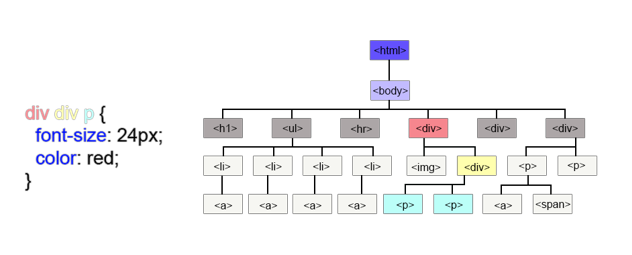 div div p {
font-size: 24px;
color: red;
}
<html>
<body>
<h1> <ul> <hr> <div> <div> <div>
<li> <li> <li> <li> <img> <div> <p> <p>
<a> <a> <a> <a> <p> <p> <a> <span>